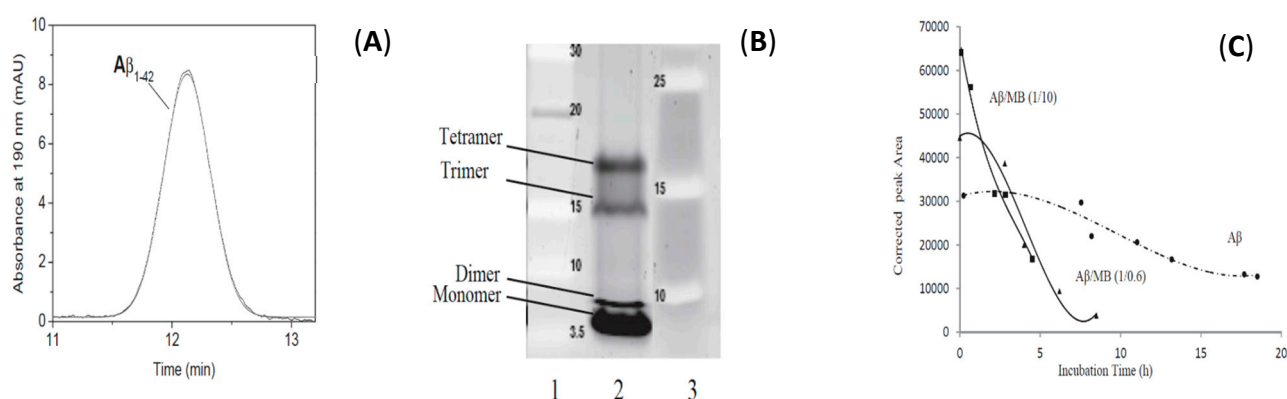 (A)
Absorbance at 190 nm (mAU)
10
8
6
4
2
0
Aβ1-42
11 12 13
Time (min)
(B)
30
20
15
10
3.5
25
15
10
Tetramer
Trimer
Dimer
Monomer
1 2 3
(C)
Corrected peak Area
70000
60000
50000
40000
30000
20000
10000
0
Aβ/MB (1/10)
Aβ
Aβ/MB (1/0.6)
0 5 10 15 20
Incubation Time (h)